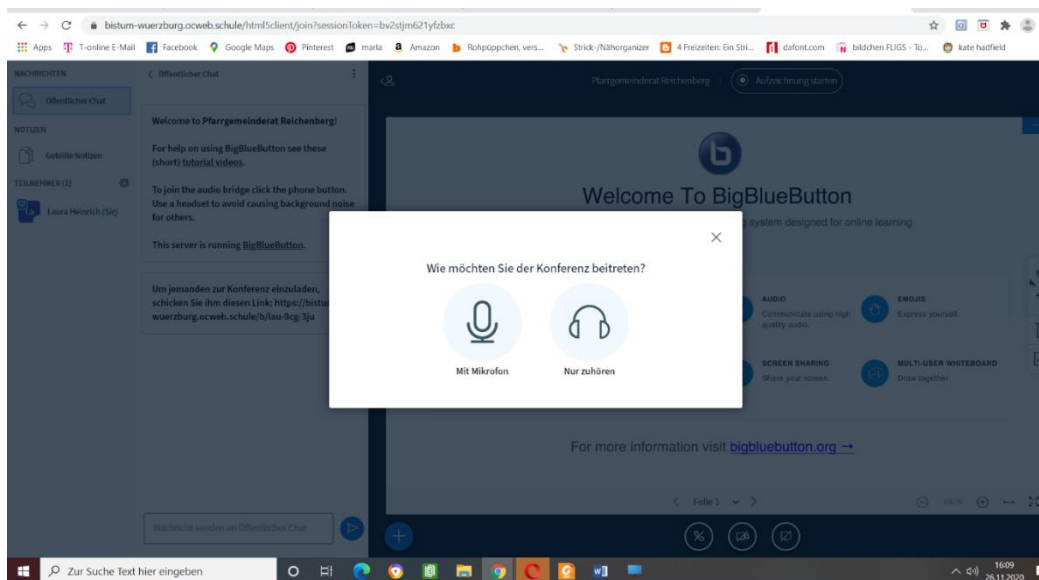 bistum-wuerzburg.ocweb.schule/html5client/join?sessionToken=bv2stjm621yfzbxc
Apps T-online E-Mail Facebook Google Maps Pinterest marla Amazon Rohpüppchen, vers... Strick-/Nähorganizer 4 Freizeiten: Ein Stri... dafont.com bildchen FLIGS - To... kate hadfield
NACHRICHTEN
Öffentlicher Chat
NOTIZEN
Geteilte Notizen
TEILNEHMER (1)
La Laura Heinrich (Sie)
Öffentlicher Chat
Welcome to Pfarrgemeinderat Reichenberg!
For help on using BigBlueButton see these
(short) tutorial videos.
To join the audio bridge click the phone button.
Use a headset to avoid causing background noise
for others.
This server is running BigBlueButton.
Um jemanden zur Konferenz einzuladen,
schicken Sie ihm diesen Link: https://bistu
wuerzburg.ocweb.schule/b/lau-9cg-3ju
Nachricht senden an Öffentlicher Chat
Pfarrgemeinderat Reichenberg
Aufzeichnung starten
b
Welcome To BigBlueButton
system designed for online learning
Wie möchten Sie der Konferenz beitreten?
Mit Mikrofon
Nur zuhören
AUDIO
Communicate using high
quality audio.
EMOJIS
Express yourself.
SCREEN SHARING
Share your screen.
MULTI-USER WHITEBOARD
Draw together.
For more information visit bigbluebutton.org →
Folie 1
100 %
Zur Suche Text hier eingeben
16:09
26.11.2020